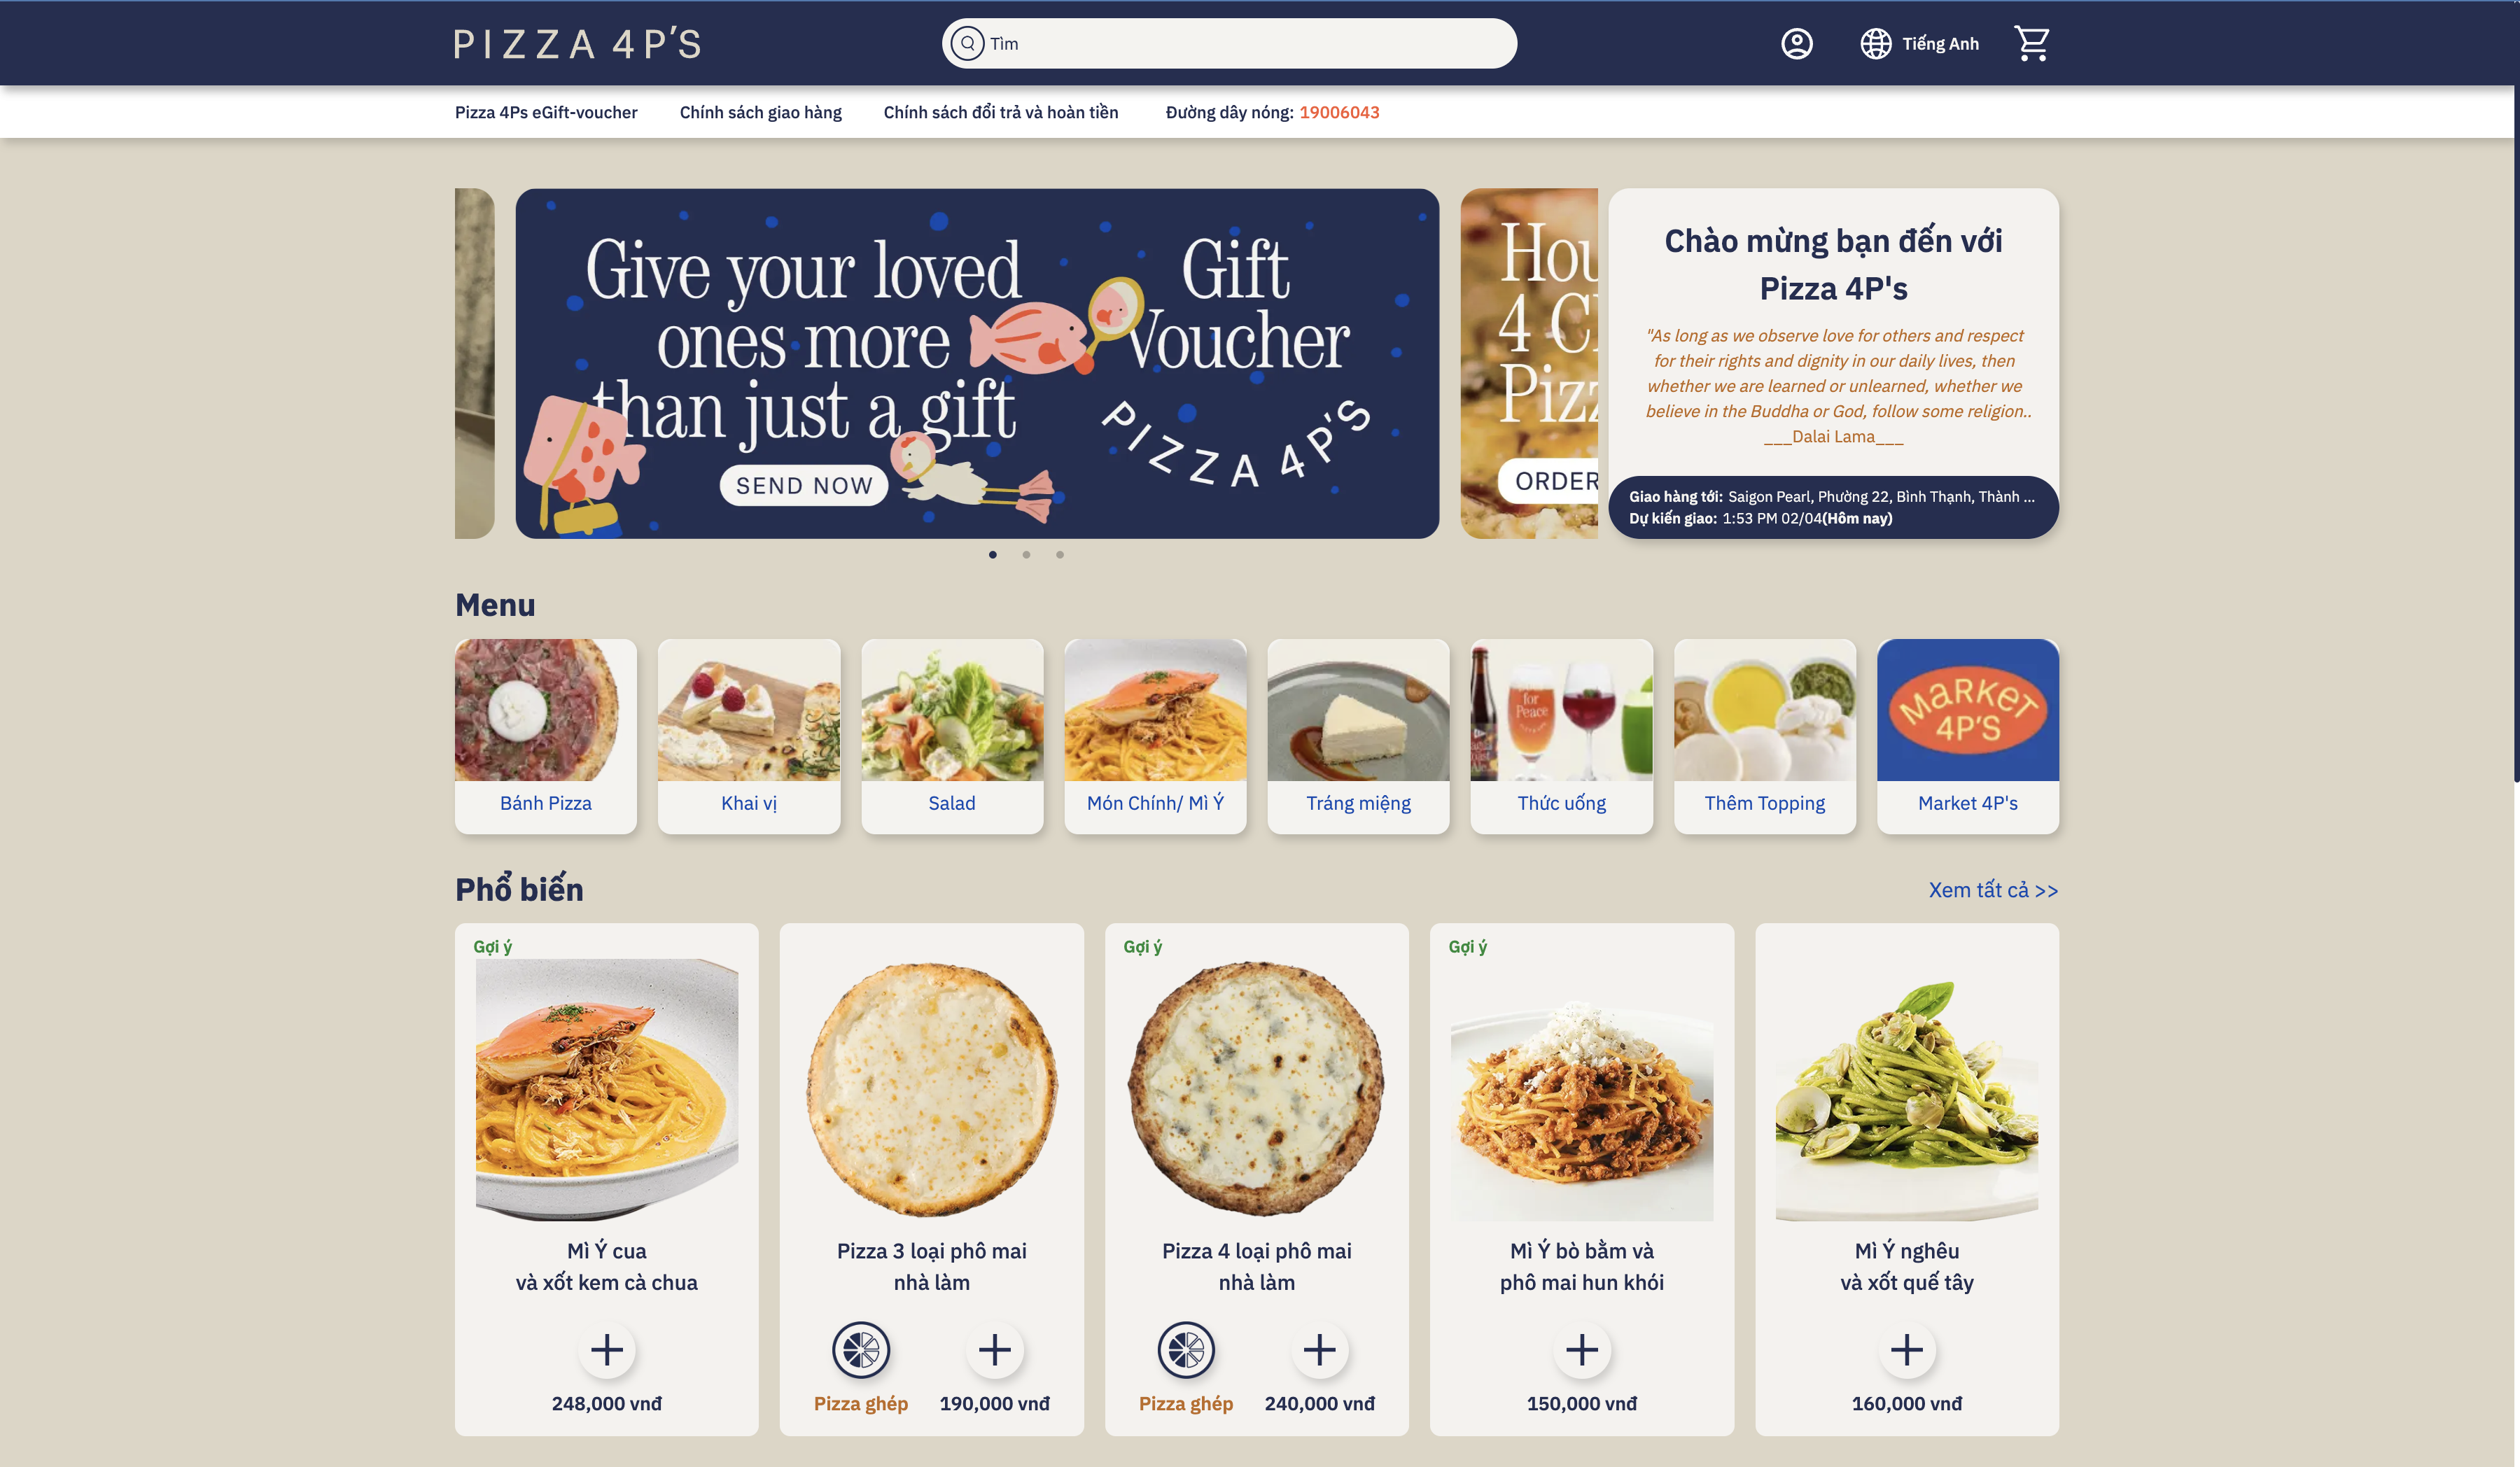 PIZZA 4P'S
Tìm
Tiếng Anh
Pizza 4Ps eGift-voucher
Chính sách giao hàng
Chính sách đổi trả và hoàn tiền
Đường dây nóng: 19006043
Give your loved
ones more
than just a gift
SEND NOW
Gift
Voucher
PIZZA 4P'S
4
ORDER
Chào mừng bạn đến với
Pizza 4P's
"As long as we observe love for others and respect
for their rights and dignity in our daily lives, then
whether we are learned or unlearned, whether we
believe in the Buddha or God, follow some religion..
___Dalai Lama___
Giao hàng tới: Saigon Pearl, Phường 22, Bình Thạnh, Thành ...
Dự kiến giao: 1:53 PM 02/04(Hôm nay)
Menu
for
Peace
MARKET
4P'S
Bánh Pizza
Khai vị
Salad
Món Chính/ Mì Ý
Tráng miệng
Thức uống
Thêm Topping
Market 4P's
Phổ biến
Xem tất cả >>
Gợi ý
Mì Ý cua
và xốt kem cà chua
248,000 vnđ
Pizza 3 loại phô mai
nhà làm
Pizza ghép
190,000 vnđ
Gợi ý
Pizza 4 loại phô mai
nhà làm
Pizza ghép
240,000 vnđ
Gợi ý
Mì Ý bò bằm và
phô mai hun khói
150,000 vnđ
Mì Ý nghêu
và xốt quế tây
160,000 vnđ